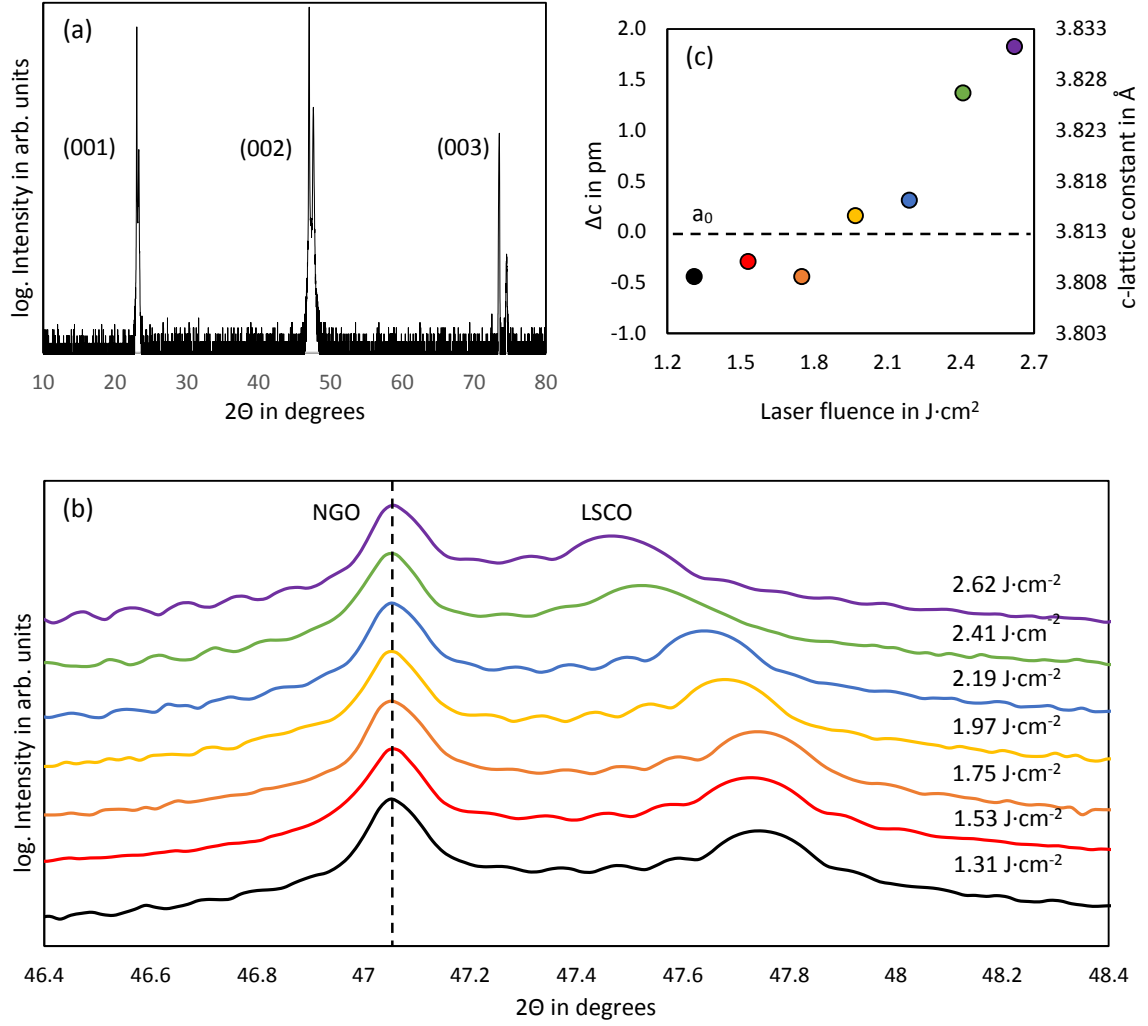 (a)
log. Intensity in arb. units
(001)
(002)
(003)
10 20 30 40 50 60 70 80
2Θ in degrees
(c)
Δc in pm
2.0
1.5
1.0
0.5
0.0
-0.5
-1.0
a₀
3.833
3.828
3.823
3.818
3.813
3.808
3.803
c-lattice constant in Å
1.2 1.5 1.8 2.1 2.4 2.7
Laser fluence in J·cm²
(b)
log. Intensity in arb. units
NGO LSCO
2.62 J·cm⁻²
2.41 J·cm⁻²
2.19 J·cm⁻²
1.97 J·cm⁻²
1.75 J·cm⁻²
1.53 J·cm⁻²
1.31 J·cm⁻²
46.4 46.6 46.8 47 47.2 47.4 47.6 47.8 48 48.2 48.4
2Θ in degrees